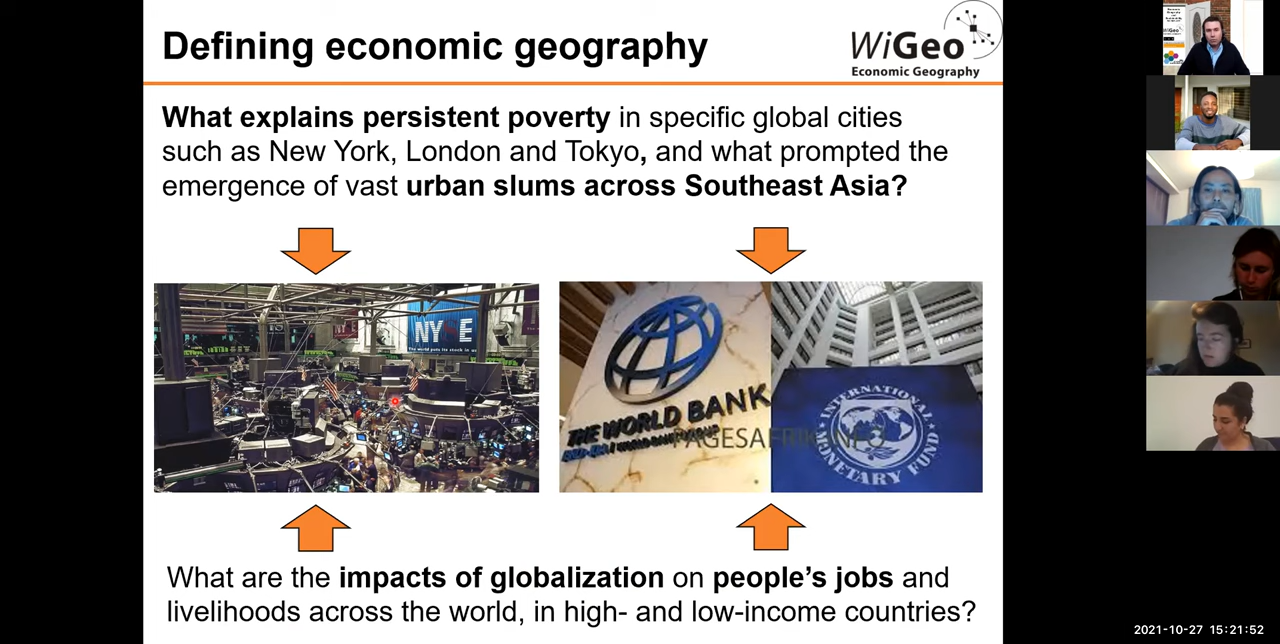 Defining economic geography
WiGeo
Economic Geography
What explains persistent poverty in specific global cities
such as New York, London and Tokyo, and what prompted the
emergence of vast urban slums across Southeast Asia?
NYSE
THE WORLD BANK
PAGESAFRIK.INFO
INTERNATIONAL
MONETARY FUND
What are the impacts of globalization on people's jobs and
livelihoods across the world, in high- and low-income countries?
2021-10-27 15:21:52